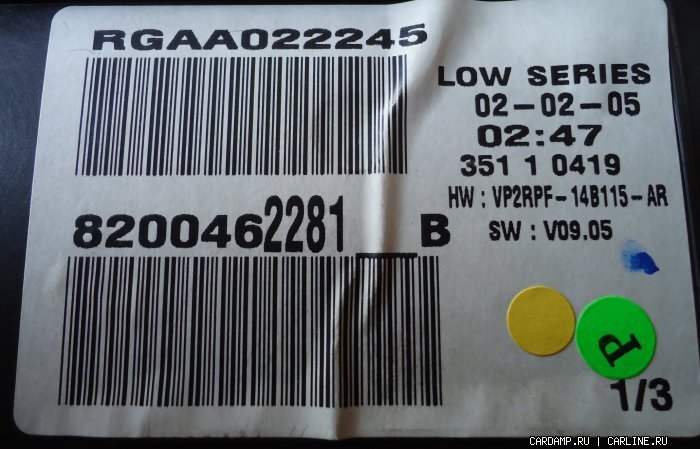 RGAA022245
LOW SERIES
02-02-05
02:47
351 1 0419
HW : VP2RPF-14B115-AR
SW : V09.05
8200462281__B
P
1/3
CARDAMP.RU | CARLINE.RU